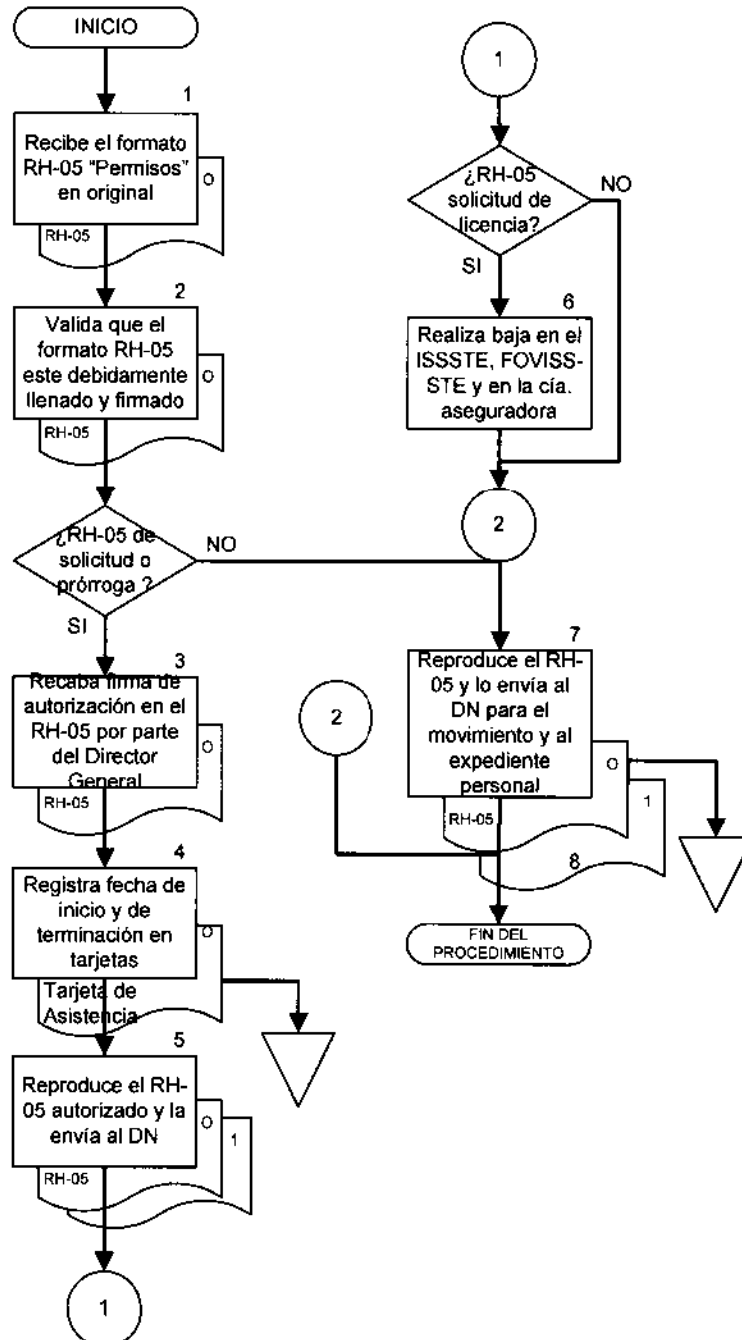 INICIO
1
Recibe el formato
RH-05 “Permisos”
en original
O
RH-05
2
Valida que el
formato RH-05
este debidamente
llenado y firmado
O
RH-05
¿RH-05 de
solicitud o
prórroga ?
NO
SI
3
Recaba firma de
autorización en el
RH-05 por parte
del Director
General
O
RH-05
4
Registra fecha de
inicio y de
terminación en
tarjetas
O
Tarjeta de
Asistencia
5
Reproduce el RH-
05 autorizado y la
envía al DN
O
1
RH-05
1
1
¿RH-05
solicitud de
licencia?
NO
SI
6
Realiza baja en el
ISSSTE, FOVISS-
STE y en la cía.
aseguradora
2
7
Reproduce el RH-
05 y lo envía al
DN para el
movimiento y al
expediente
personal
O
1
RH-05
2
8
FIN DEL
PROCEDIMIENTO